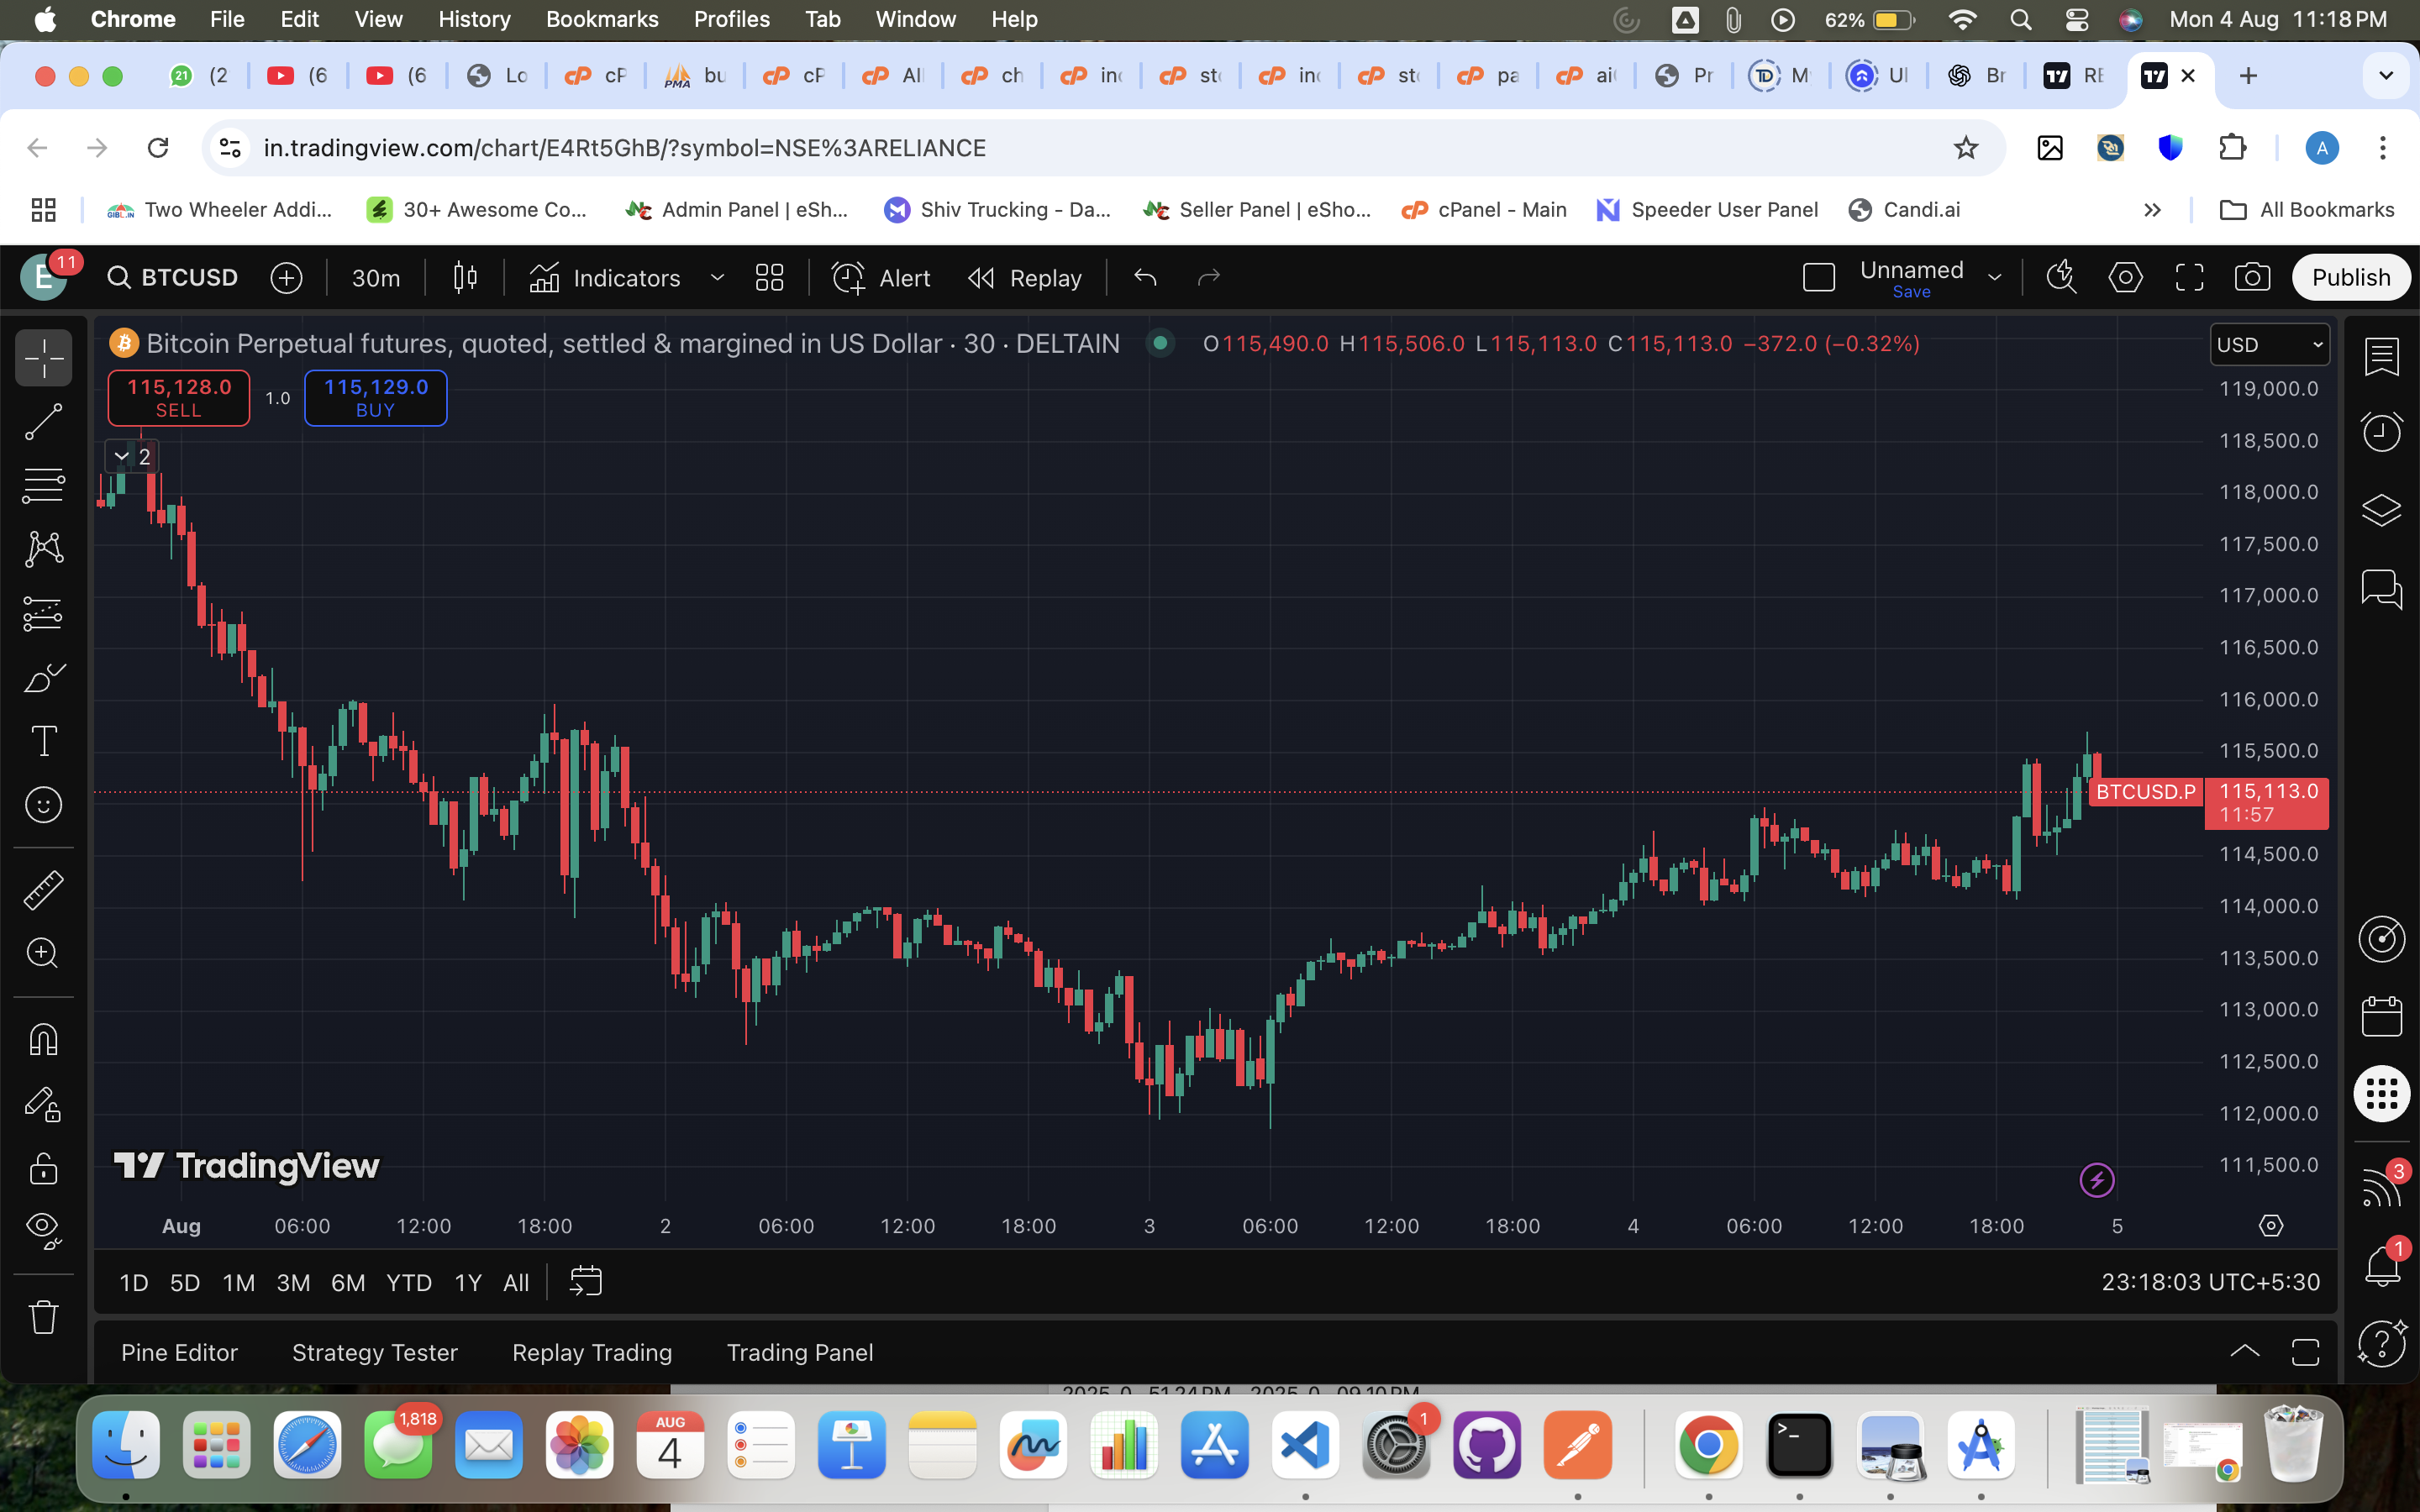 Chrome File Edit View History Bookmarks Profiles Tab Window Help 62% Mon 4 Aug 11:18 PM
21 (2 (6 (6 Lo cP bu cP Al ch in st in st pa ai Pr M Ul Br RE
in.tradingview.com/chart/E4Rt5GhB/?symbol=NSE%3ARELIANCE A
Two Wheeler Addi... 30+ Awesome Co... Admin Panel | eSh... Shiv Trucking - Da... Seller Panel | eSho... cPanel - Main Speeder User Panel Candi.ai All Bookmarks
E 11 BTCUSD 30m Indicators Alert Replay Unnamed Save Publish
Bitcoin Perpetual futures, quoted, settled & margined in US Dollar · 30 · DELTAIN O115,490.0 H115,506.0 L115,113.0 C115,113.0 −372.0 (−0.32%) USD
115,128.0 SELL 1.0 115,129.0 BUY
2
119,000.0
118,500.0
118,000.0
117,500.0
117,000.0
116,500.0
116,000.0
115,500.0
BTCUSD.P 115,113.0
11:57
114,500.0
114,000.0
113,500.0
113,000.0
112,500.0
112,000.0
111,500.0
TradingView
Aug 06:00 12:00 18:00 2 06:00 12:00 18:00 3 06:00 12:00 18:00 4 06:00 12:00 18:00 5
3
1
1D 5D 1M 3M 6M YTD 1Y All 23:18:03 UTC+5:30
Pine Editor Strategy Tester Replay Trading Trading Panel
1,818 AUG 4 1